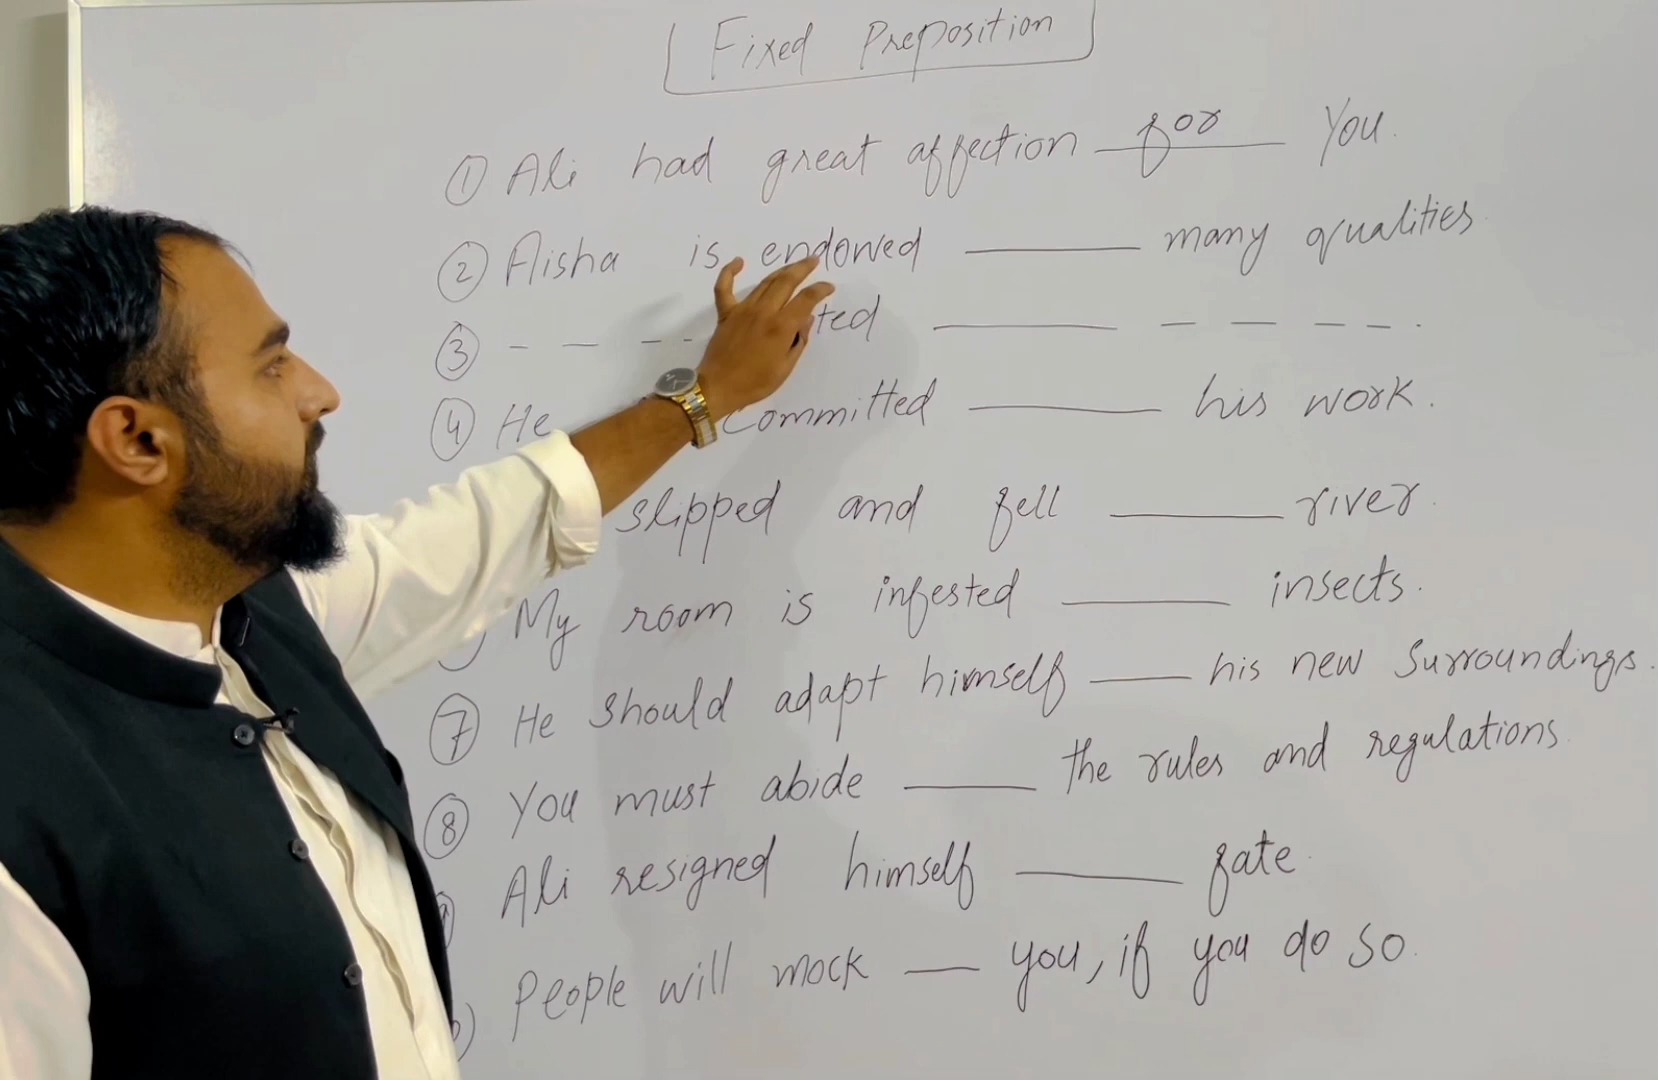 Fixed Preposition
① Ali had great affection for you.
② Aisha is endowed ____ many qualities.
③ - - - - ted ____ - - - - .
④ He committed ____ his work.
slipped and fell ____ river.
My room is infested ____ insects.
⑦ He should adapt himself ____ his new surroundings.
⑧ You must abide ____ the rules and regulations.
Ali resigned himself ____ fate.
People will mock ____ you, if you do so.